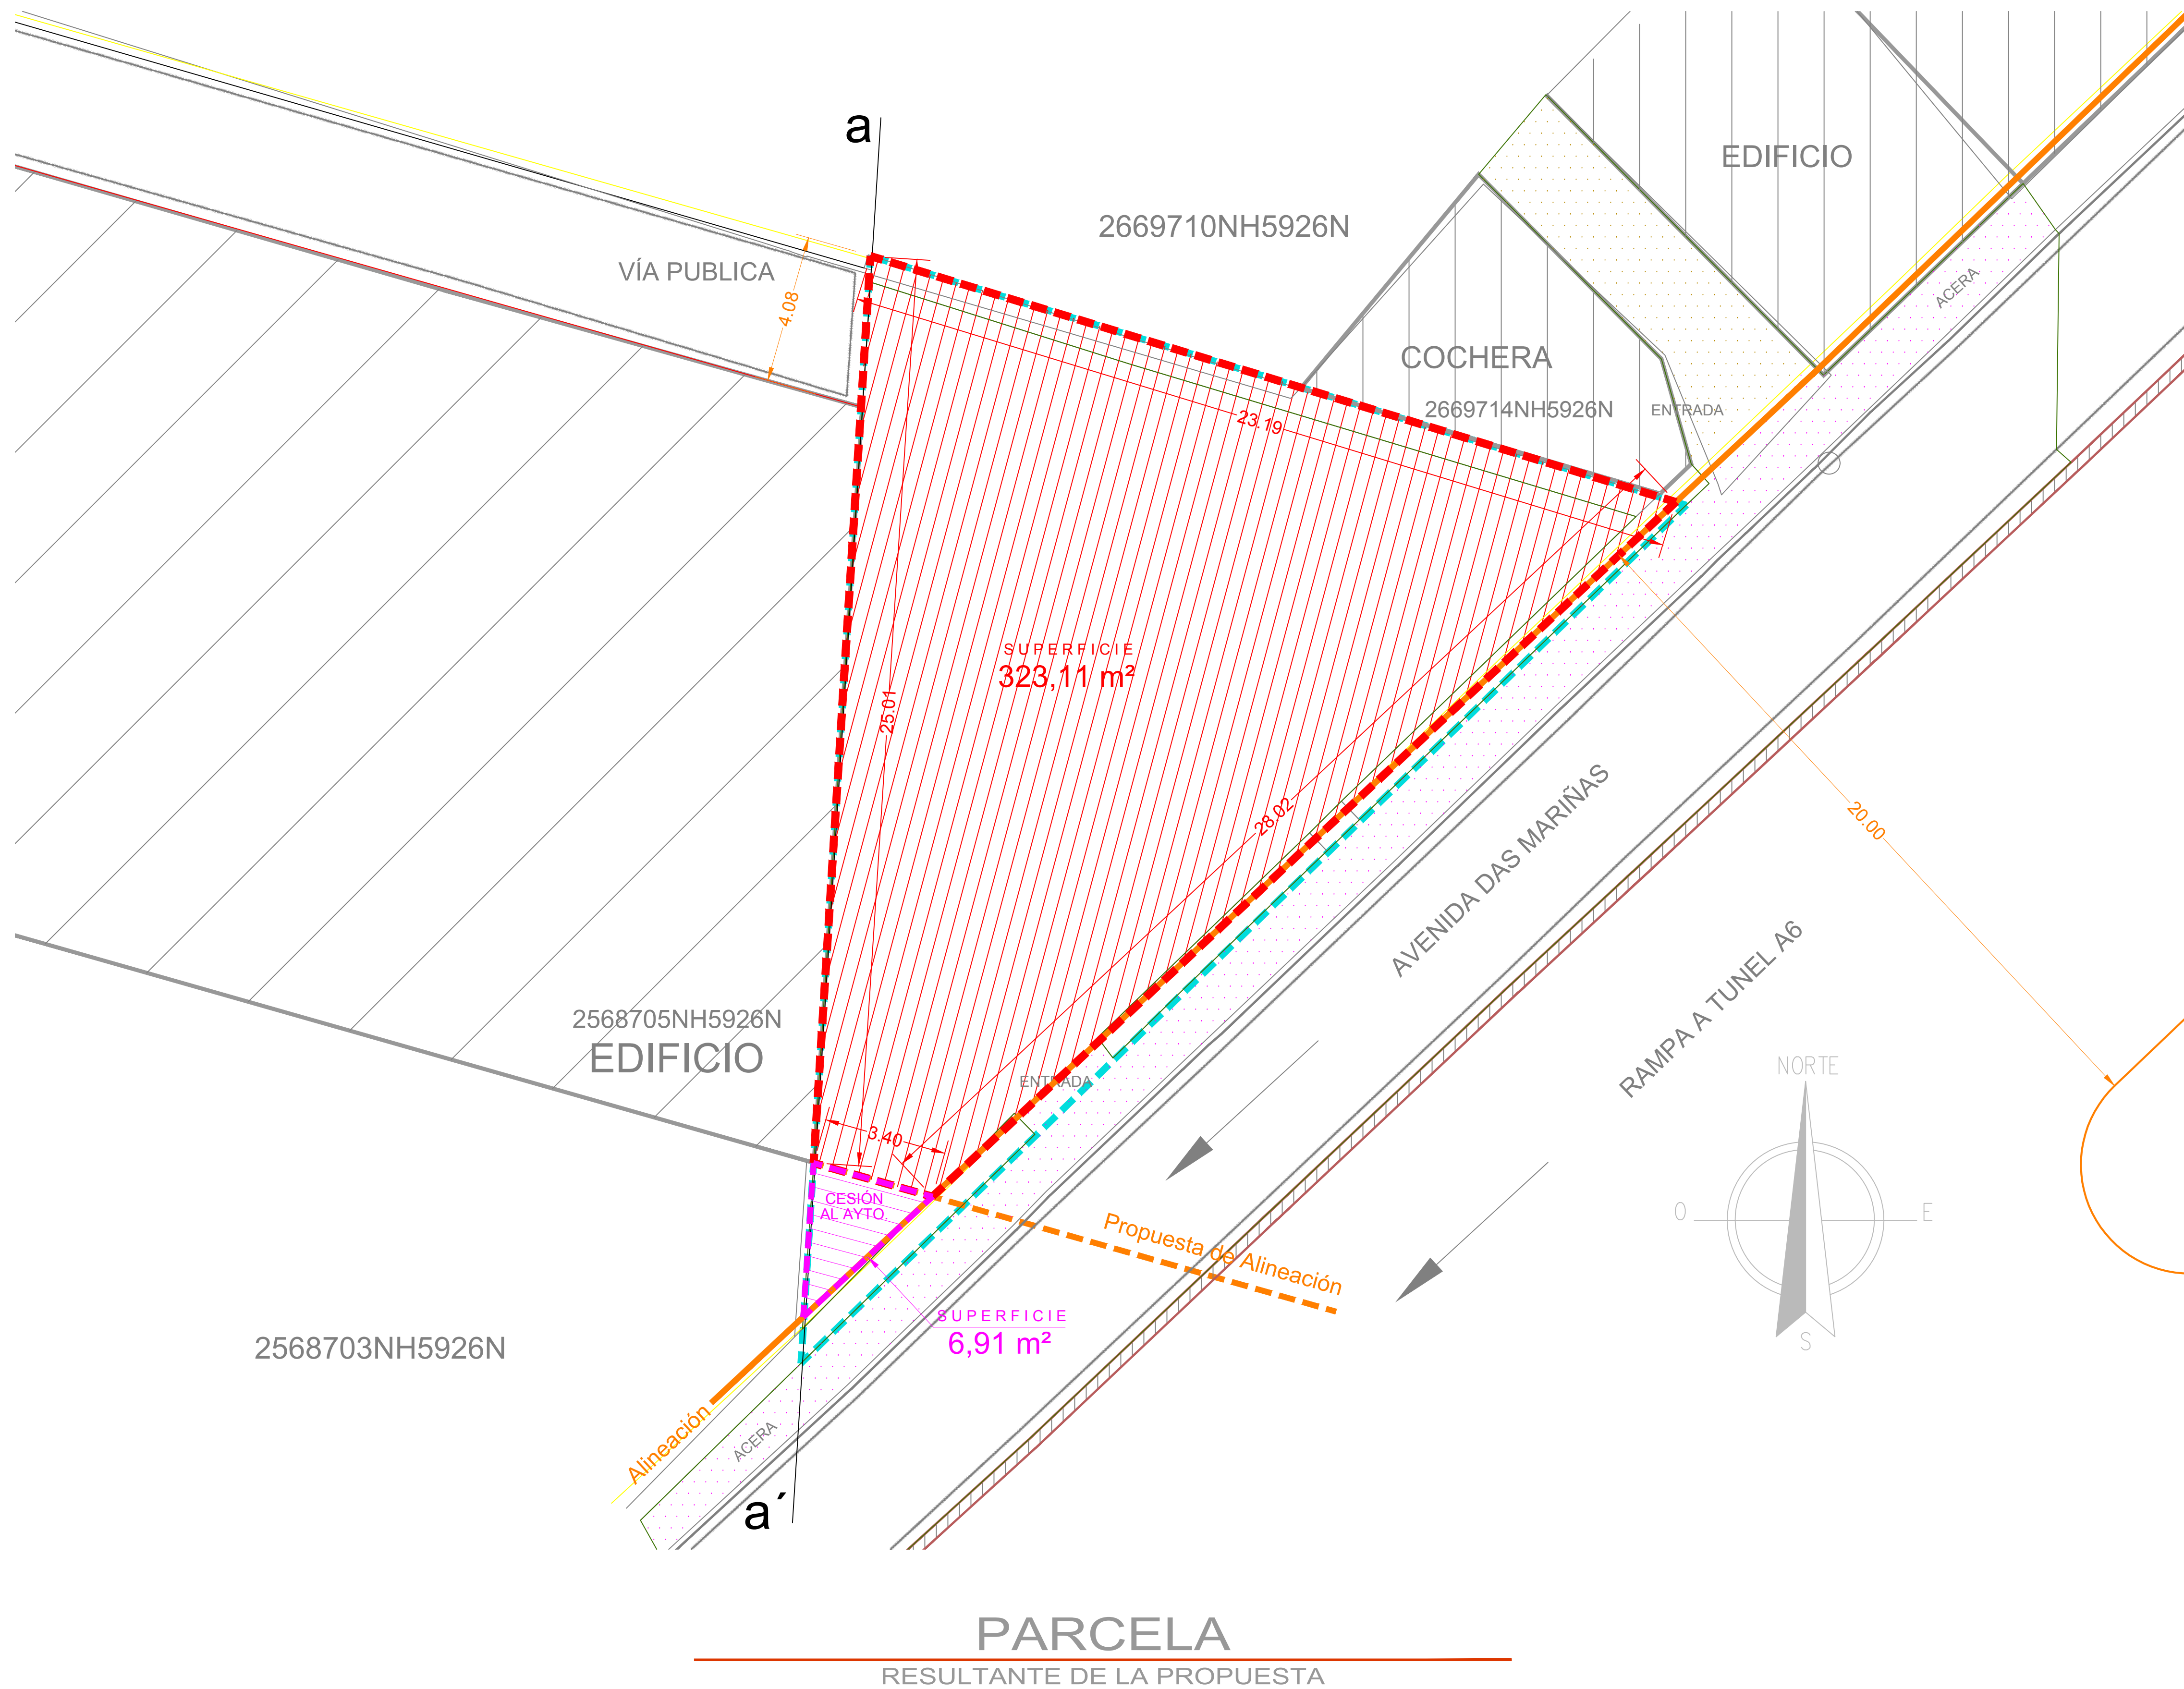 a
EDIFICIO
2669710NH5926N
VÍA PUBLICA
4.08
ACERA
COCHERA
2669714NH5926N
ENTRADA
23.19
SUPERFICIE
323,11 m²
25.01
28.02
20.00
AVENIDA DAS MARIÑAS
RAMPA A TUNEL A6
2568705NH5926N
EDIFICIO
ENTRADA
NORTE
O
E
S
3.40
CESIÓN
AL AYTO.
Propuesta de Alineación
SUPERFICIE
6,91 m²
2568703NH5926N
Alineación
ACERA
a´
PARCELA
RESULTANTE DE LA PROPUESTA